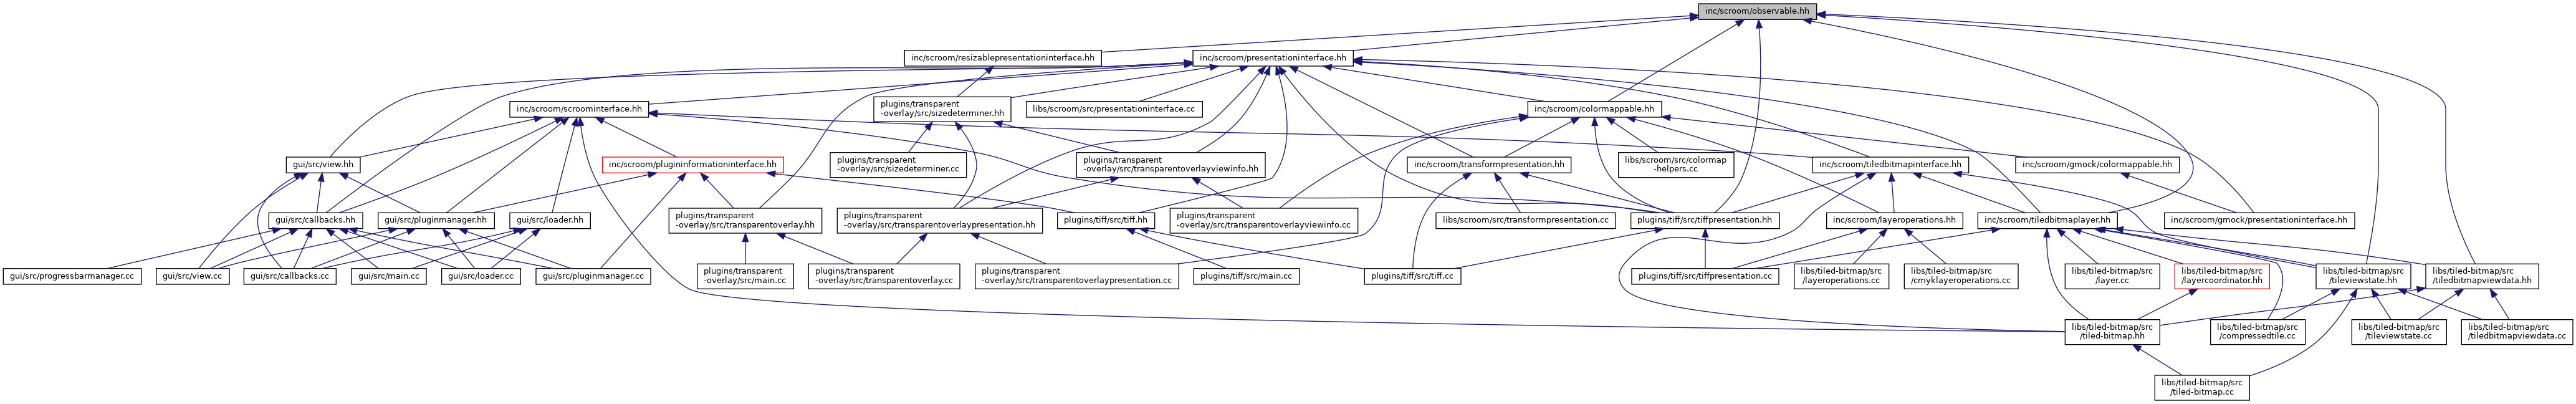 inc/scroom/observable.hh
inc/scroom/resizablepresentationinterface.hh
inc/scroom/presentationinterface.hh
inc/scroom/scroominterface.hh
plugins/transparent
-overlay/src/sizedeterminer.hh
libs/scroom/src/presentationinterface.cc
inc/scroom/colormappable.hh
gui/src/view.hh
inc/scroom/plugininformationinterface.hh
plugins/transparent
-overlay/src/sizedeterminer.cc
plugins/transparent
-overlay/src/transparentoverlayviewinfo.hh
inc/scroom/transformpresentation.hh
libs/scroom/src/colormap
-helpers.cc
inc/scroom/tiledbitmapinterface.hh
inc/scroom/gmock/colormappable.hh
gui/src/callbacks.hh
gui/src/pluginmanager.hh
gui/src/loader.hh
plugins/transparent
-overlay/src/transparentoverlay.hh
plugins/transparent
-overlay/src/transparentoverlaypresentation.hh
plugins/tiff/src/tiff.hh
plugins/transparent
-overlay/src/transparentoverlayviewinfo.cc
libs/scroom/src/transformpresentation.cc
plugins/tiff/src/tiffpresentation.hh
inc/scroom/layeroperations.hh
inc/scroom/tiledbitmaplayer.hh
inc/scroom/gmock/presentationinterface.hh
gui/src/progressbarmanager.cc
gui/src/view.cc
gui/src/callbacks.cc
gui/src/main.cc
gui/src/loader.cc
gui/src/pluginmanager.cc
plugins/transparent
-overlay/src/main.cc
plugins/transparent
-overlay/src/transparentoverlay.cc
plugins/transparent
-overlay/src/transparentoverlaypresentation.cc
plugins/tiff/src/main.cc
plugins/tiff/src/tiff.cc
plugins/tiff/src/tiffpresentation.cc
libs/tiled-bitmap/src
/layeroperations.cc
libs/tiled-bitmap/src
/cmyklayeroperations.cc
libs/tiled-bitmap/src
/layer.cc
libs/tiled-bitmap/src
/layercoordinator.hh
libs/tiled-bitmap/src
/tileviewstate.hh
libs/tiled-bitmap/src
/tiledbitmapviewdata.hh
libs/tiled-bitmap/src
/tiled-bitmap.hh
libs/tiled-bitmap/src
/compressedtile.cc
libs/tiled-bitmap/src
/tileviewstate.cc
libs/tiled-bitmap/src
/tiledbitmapviewdata.cc
libs/tiled-bitmap/src
/tiled-bitmap.cc